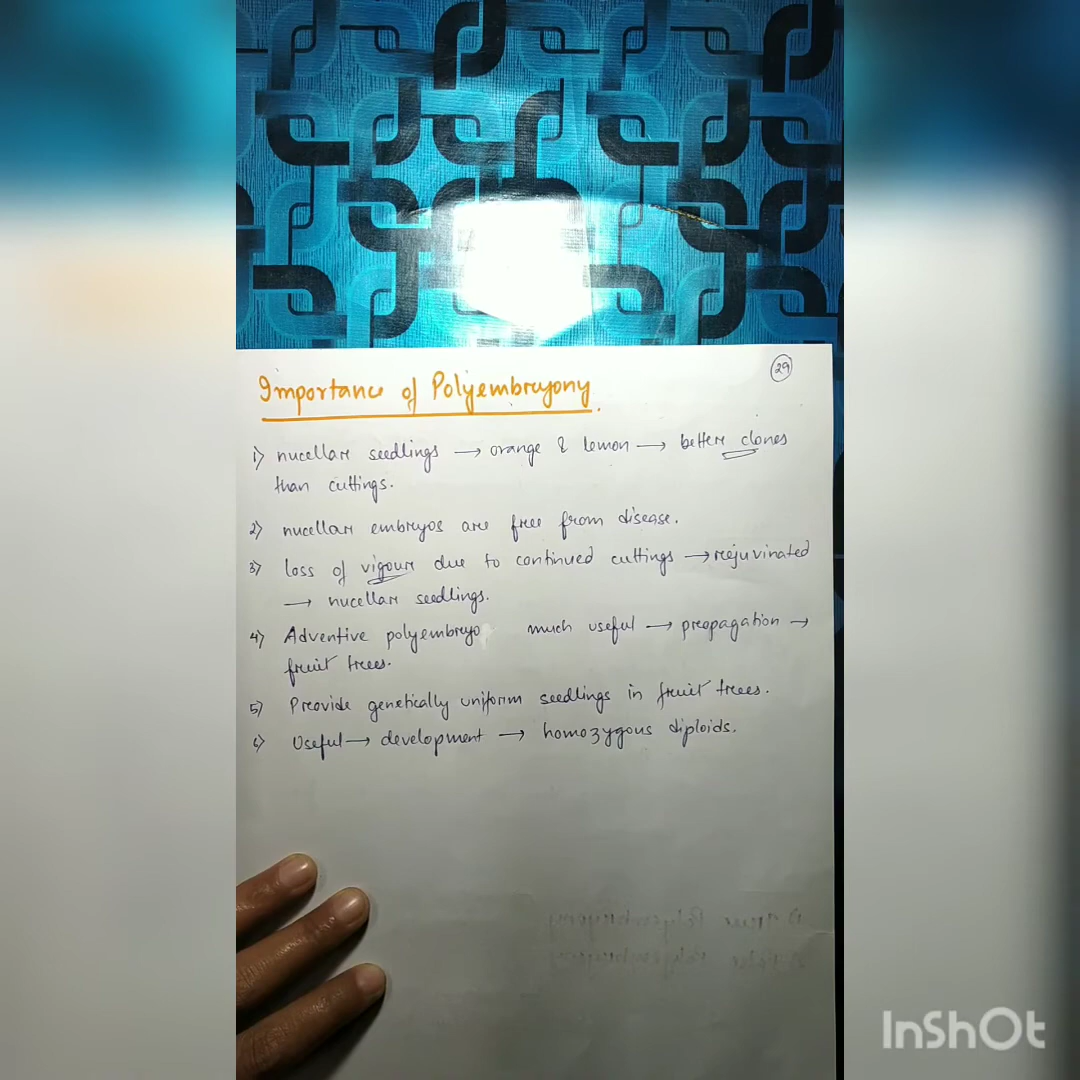 29
Importance of Polyembryony.
1) nucellar seedlings → orange & lemon → better clones
than cuttings.
2) nucellar embryos are free from disease.
3) loss of vigour due to continued cuttings → rejuvinated
→ nucellar seedlings.
4) Adventive polyembryo much useful → propagation →
fruit trees.
5) Provide genetically uniform seedlings in fruit trees.
6) Useful → development → homozygous diploids.
InShOt